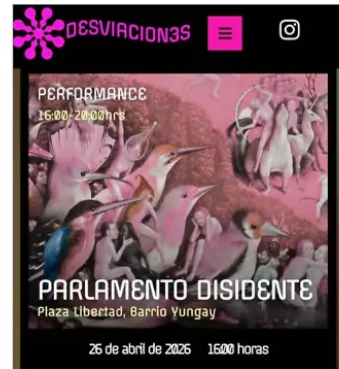 DESVIACION3S
PERFORMANCE
16:00-20:00hrs
PARLAMENTO DISIDENTE
Plaza Libertad, Barrio Yungay
26 de abril de 2026 16:00 horas